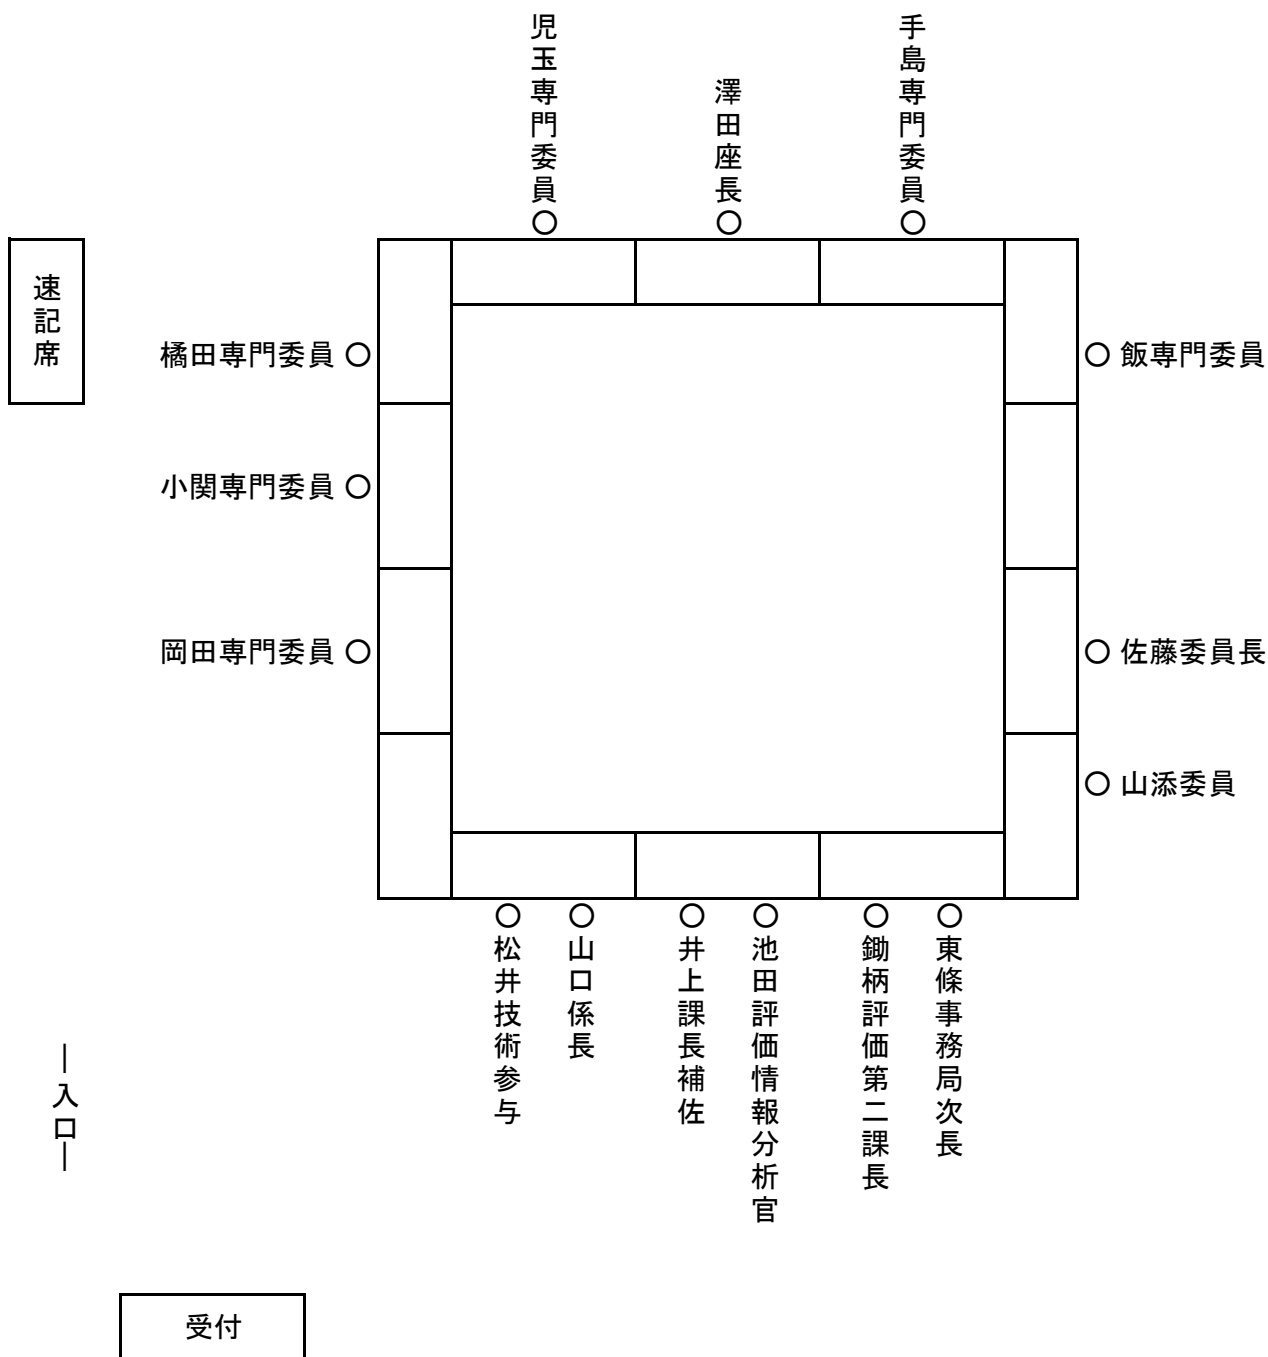 児玉専門委員
澤田座長
手島専門委員
速記席
橘田専門委員
飯専門委員
小関専門委員
岡田専門委員
佐藤委員長
山添委員
松井技術参与
山口係長
井上課長補佐
池田評価情報分析官
鋤柄評価第二課長
東條事務局次長
―入口―
受付